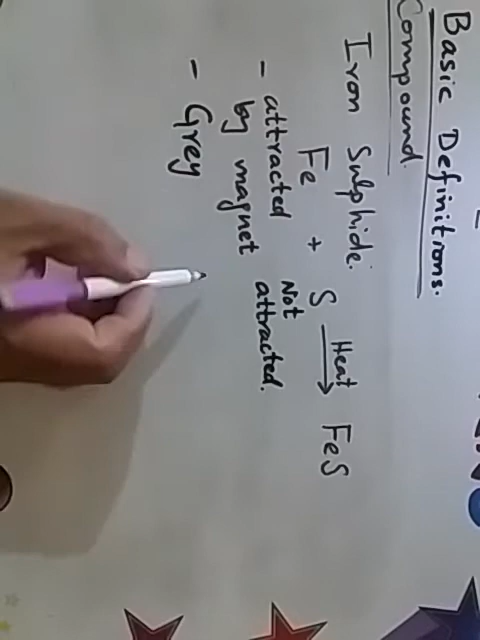 Basic Definitions.
Compound.
Iron Sulphide.
Fe + S Heat → FeS
- attracted by magnet
Not attracted.
- Grey